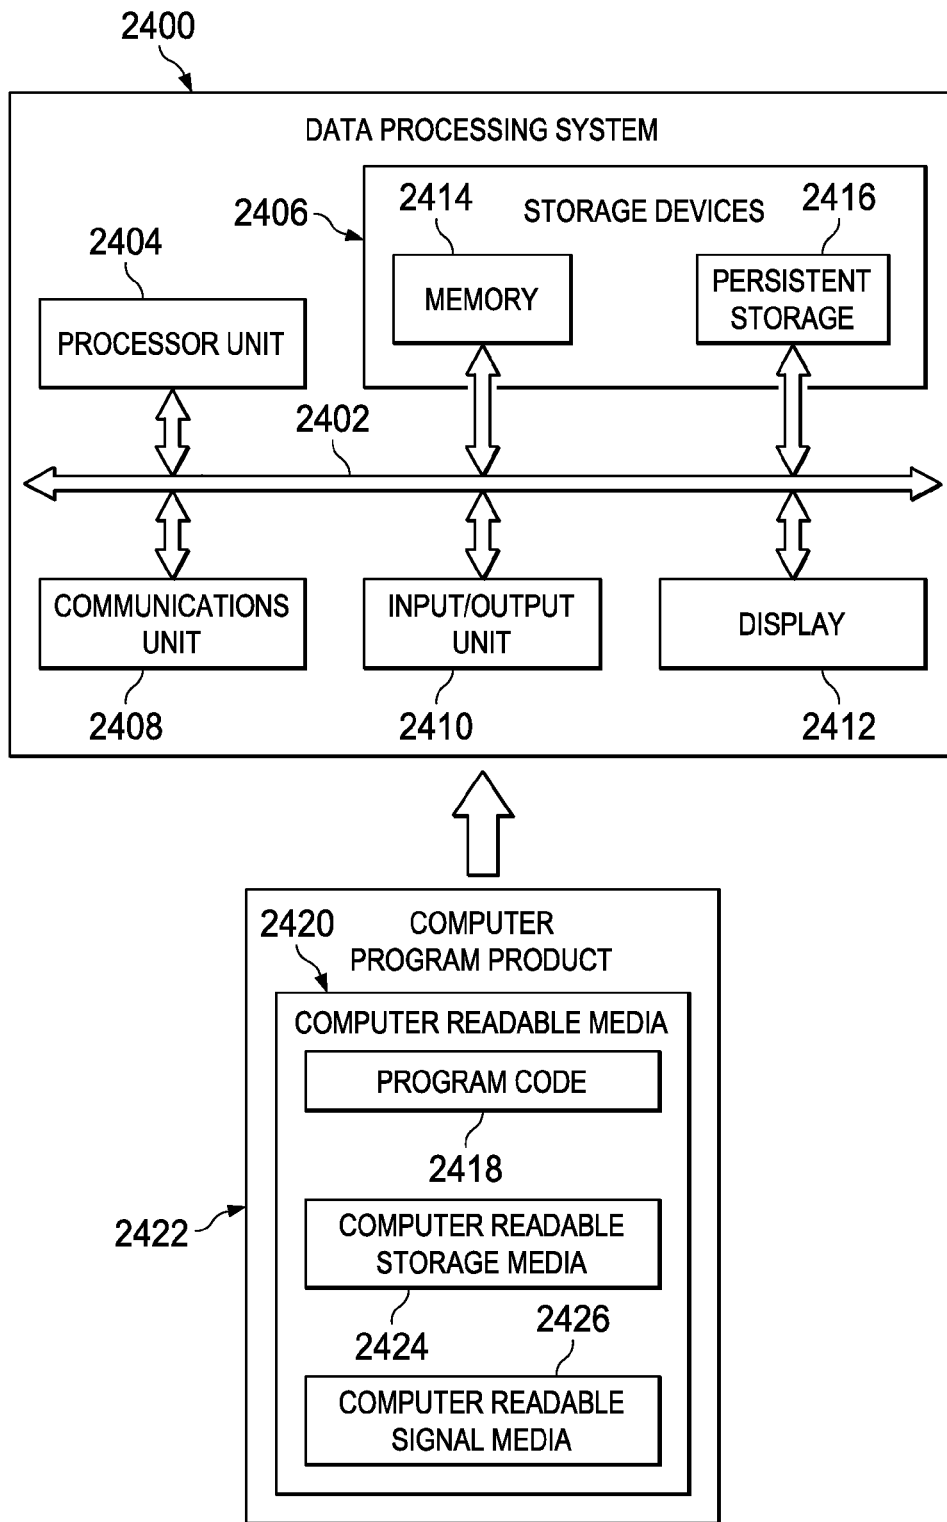 2400
DATA PROCESSING SYSTEM
2406
2414
STORAGE DEVICES
2416
2404
MEMORY
PERSISTENT
STORAGE
PROCESSOR UNIT
2402
COMMUNICATIONS
UNIT
INPUT/OUTPUT
UNIT
DISPLAY
2408
2410
2412
2420
COMPUTER
PROGRAM PRODUCT
COMPUTER READABLE MEDIA
PROGRAM CODE
2418
2422
COMPUTER READABLE
STORAGE MEDIA
2424
2426
COMPUTER READABLE
SIGNAL MEDIA